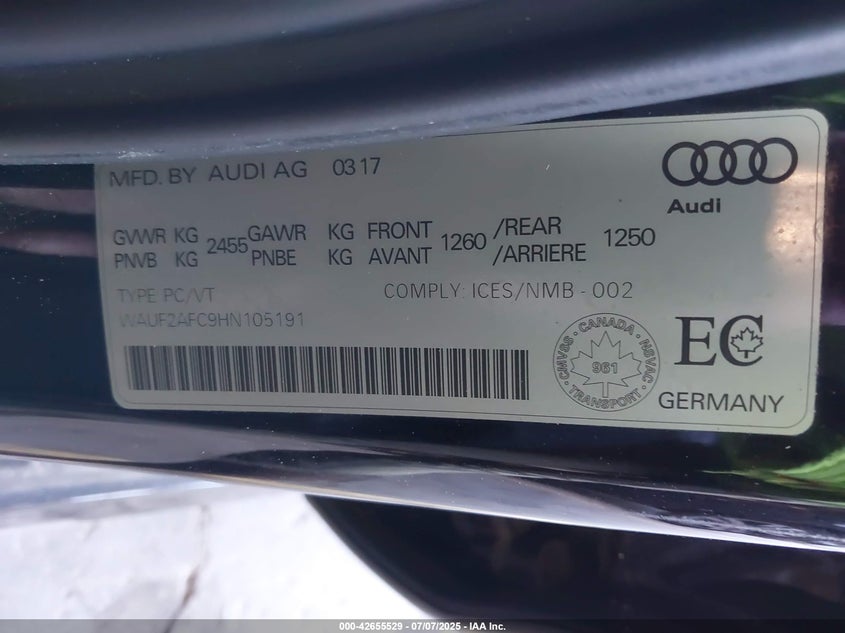 MFD. BY AUDI AG 03 17
Audi
GVWR KG 2455 GAWR KG FRONT 1260 /REAR 1250
PNVB KG PNBE KG AVANT /ARRIERE
TYPE PC/VT COMPLY: ICES/NMB - 002
WAUF2AFC9HN105191
CMVSS · CANADA · NSVAC · TRANSPORT
961
EC
GERMANY
000-42655529 - 07/07/2025 - IAA Inc.